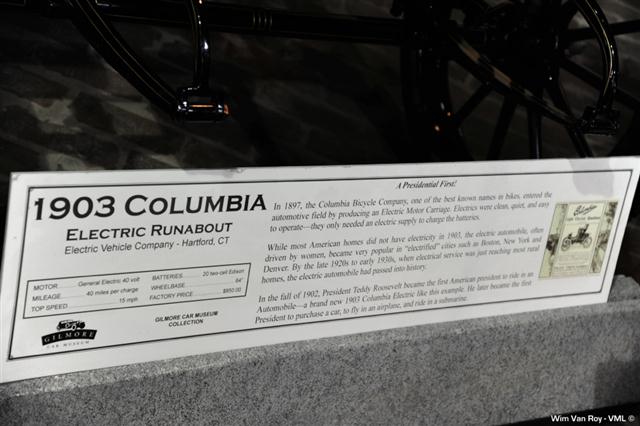 1903 COLUMBIA
ELECTRIC RUNABOUT
Electric Vehicle Company - Hartford, CT
MOTOR General Electric 40 volt
MILEAGE 40 miles per charge
TOP SPEED 15 mph
BATTERIES 20 two-cell Edison
WHEELBASE 64"
FACTORY PRICE $850.00
GILMORE
CAR MUSEUM
GILMORE CAR MUSEUM
COLLECTION
A Presidential First!
In 1897, the Columbia Bicycle Company, one of the best known names in bikes, entered the
automotive field by producing an Electric Motor Carriage. Electrics were clean, quiet, and easy
to operate—they only needed an electric supply to charge the batteries.
While most American homes did not have electricity in 1903, the electric automobile, often
driven by women, became very popular in "electrified" cities such as Boston, New York and
Denver. By the late 1920s to early 1930s, when electrical service was just reaching most rural
homes, the electric automobile had passed into history.
In the fall of 1902, President Teddy Roosevelt became the first American president to ride in an
Automobile—a brand new 1903 Columbia Electric like this example. He later became the first
President to purchase a car, to fly in an airplane, and ride in a submarine.
Columbia
Wim Van Roy - VML ©